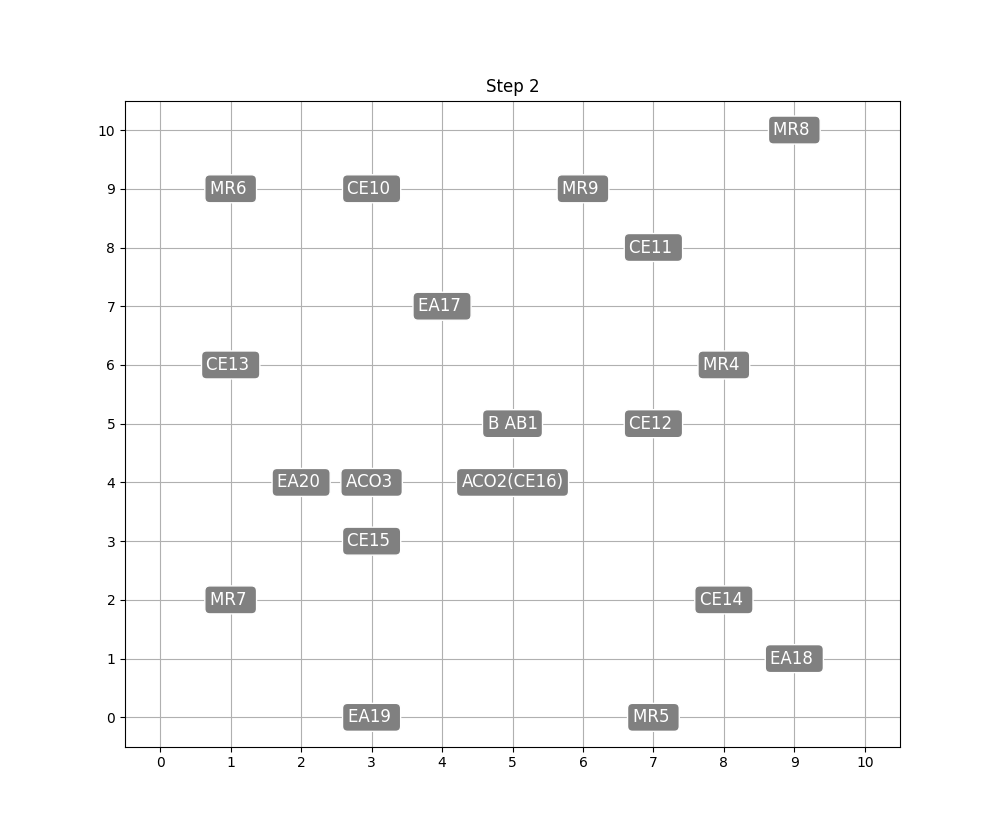 Step 2
10
MR8
9
MR6 CE10 MR9
8
CE11
7
EA17
6
CE13 MR4
5
B AB1 CE12
4
EA20 ACO3 ACO2(CE16)
3
CE15
2
MR7 CE14
1
EA18
0
EA19 MR5
0 1 2 3 4 5 6 7 8 9 10